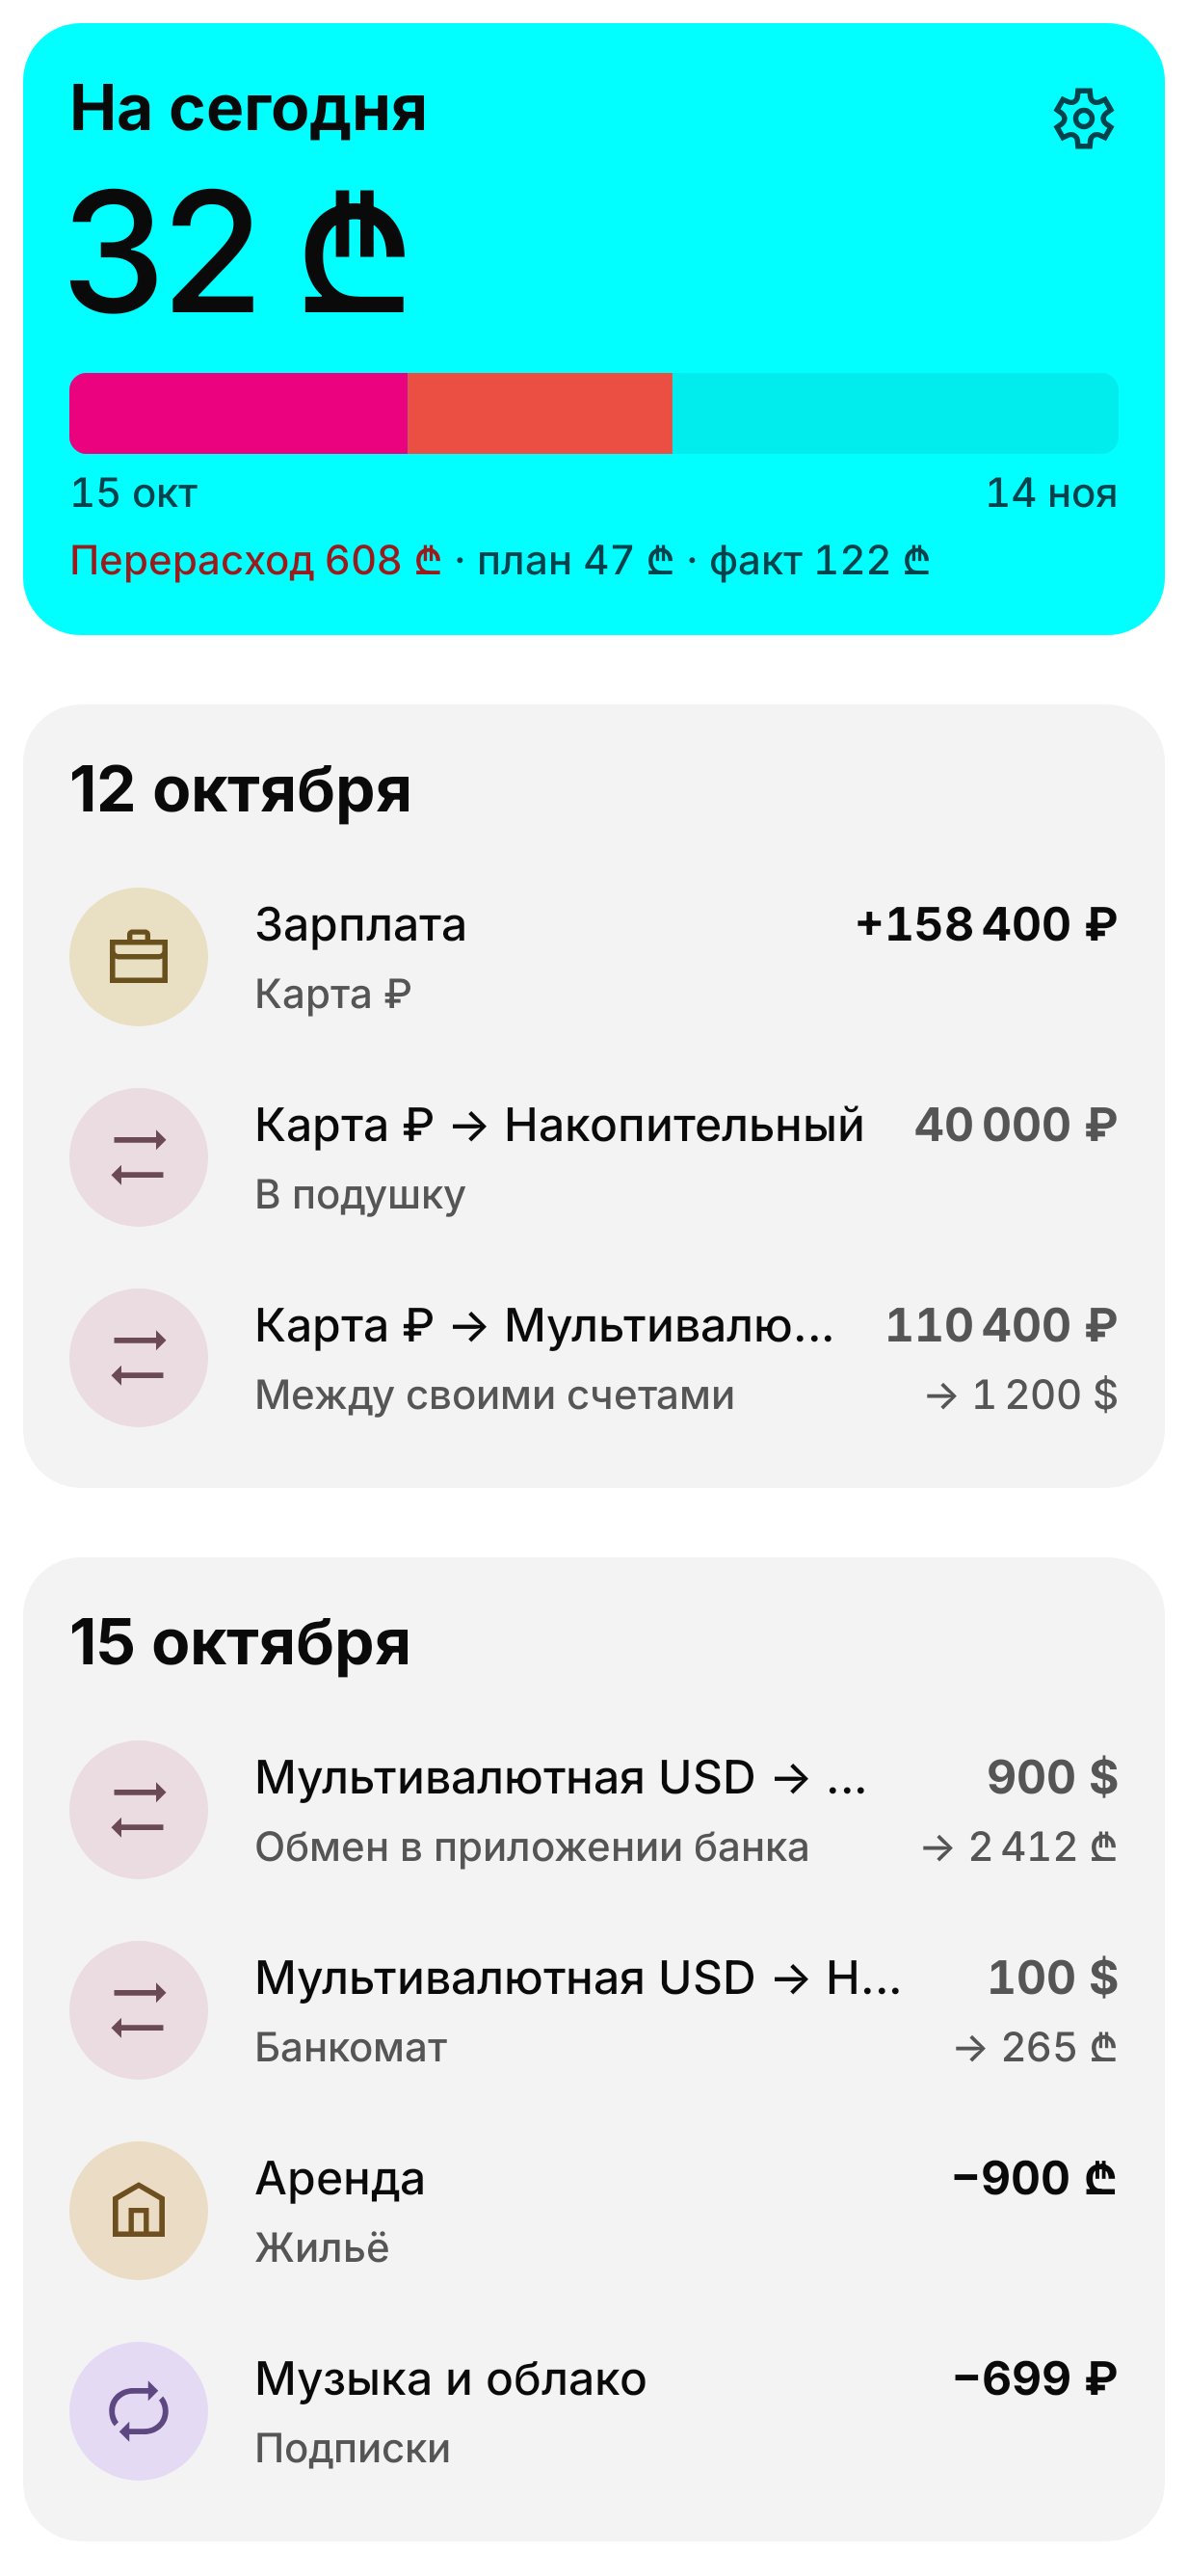 На сегодня
32 ₾
15 окт 14 ноя
Перерасход 608 ₾ · план 47 ₾ · факт 122 ₾
12 октября
Зарплата +158 400 ₽
Карта ₽
Карта ₽ → Накопительный 40 000 ₽
В подушку
Карта ₽ → Мультивалю... 110 400 ₽
Между своими счетами → 1 200 $
15 октября
Мультивалютная USD → ... 900 $
Обмен в приложении банка → 2 412 ₾
Мультивалютная USD → Н... 100 $
Банкомат → 265 ₾
Аренда −900 ₾
Жильё
Музыка и облако −699 ₽
Подписки